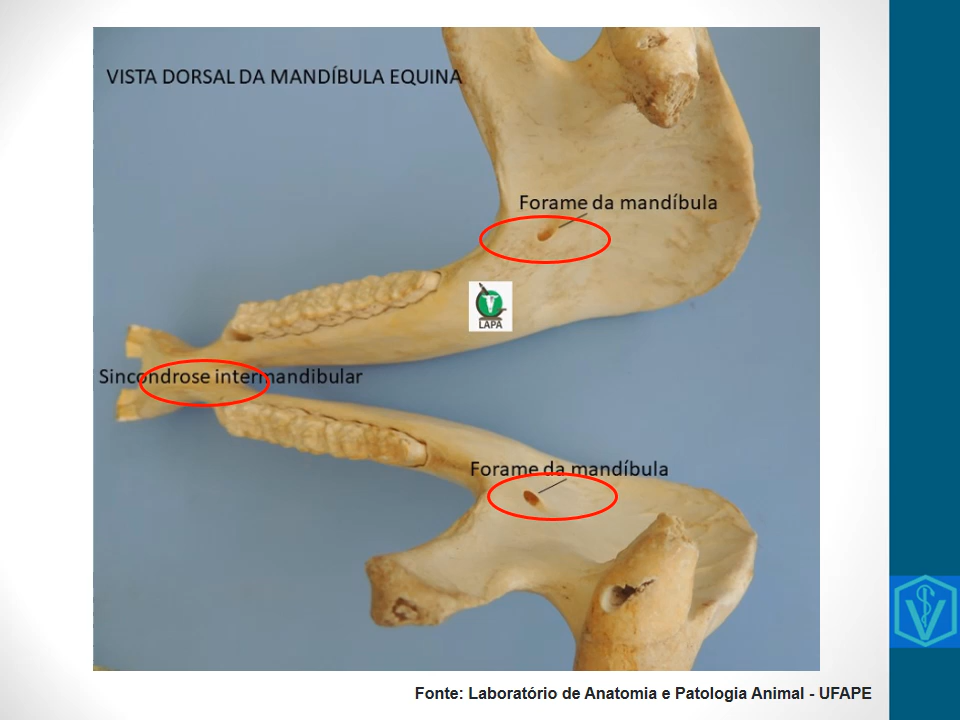 VISTA DORSAL DA MANDÍBULA EQUINA
Forame da mandíbula
LAPA
Sincondrose intermandibular
Forame da mandíbula
Fonte: Laboratório de Anatomia e Patologia Animal - UFAPE